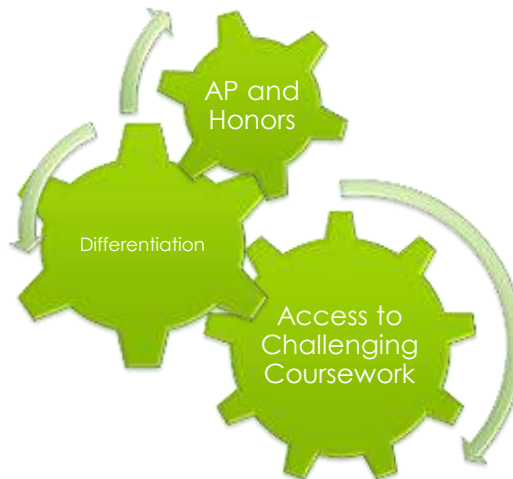 AP and
Honors
Differentiation
Access to
Challenging
Coursework